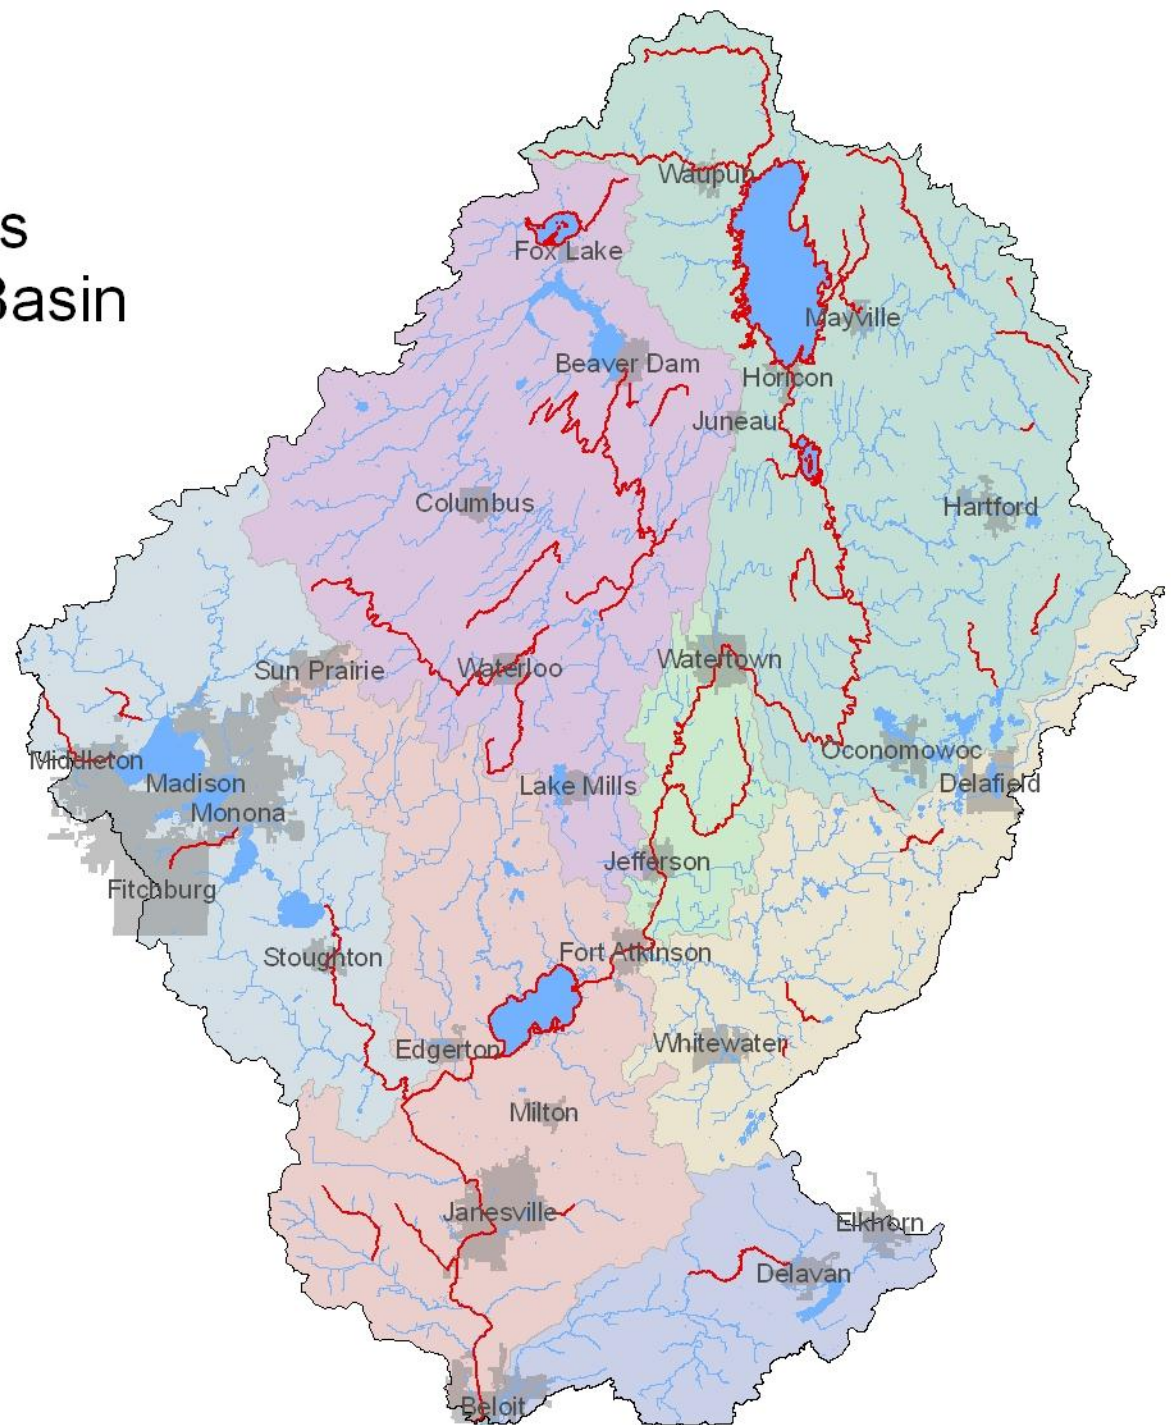 s
Basin
Waupun
Fox Lake
Mayville
Beaver Dam
Horicon
Juneau
Columbus
Hartford
Sun Prairie
Waterloo
Watertown
Middleton
Oconomowoc
Madison
Lake Mills
Delafield
Monona
Jefferson
Fitchburg
Stoughton
Fort Atkinson
Edgerton
Whitewater
Milton
Janesville
Elkhorn
Delavan
Beloit